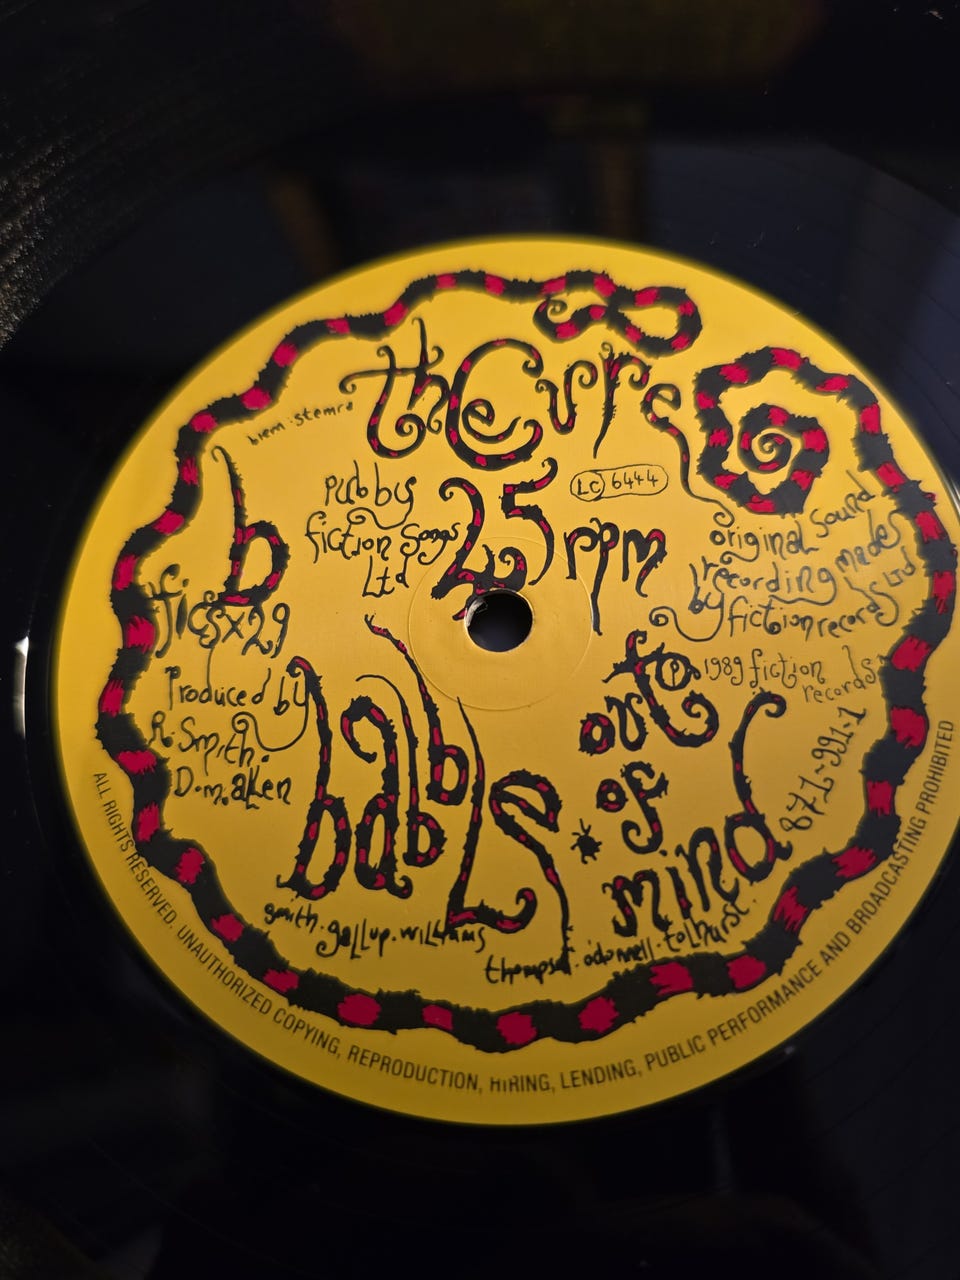 the Cure
biem.stemra
b
Pub by
fiction Songs
Ltd
25 rpm
LC 6444
original sound
recording made
by fiction records Ltd
ficsx29
Produced by
R. Smith.
D.m.allen
℗ 1989 fiction
records
babble
out
of
mind
871-991-1
smith.gallup.williams
thompson.odonnell.tolhurst.
ALL RIGHTS RESERVED. UNAUTHORIZED COPYING, REPRODUCTION, HIRING, LENDING, PUBLIC PERFORMANCE AND BROADCASTING PROHIBITED